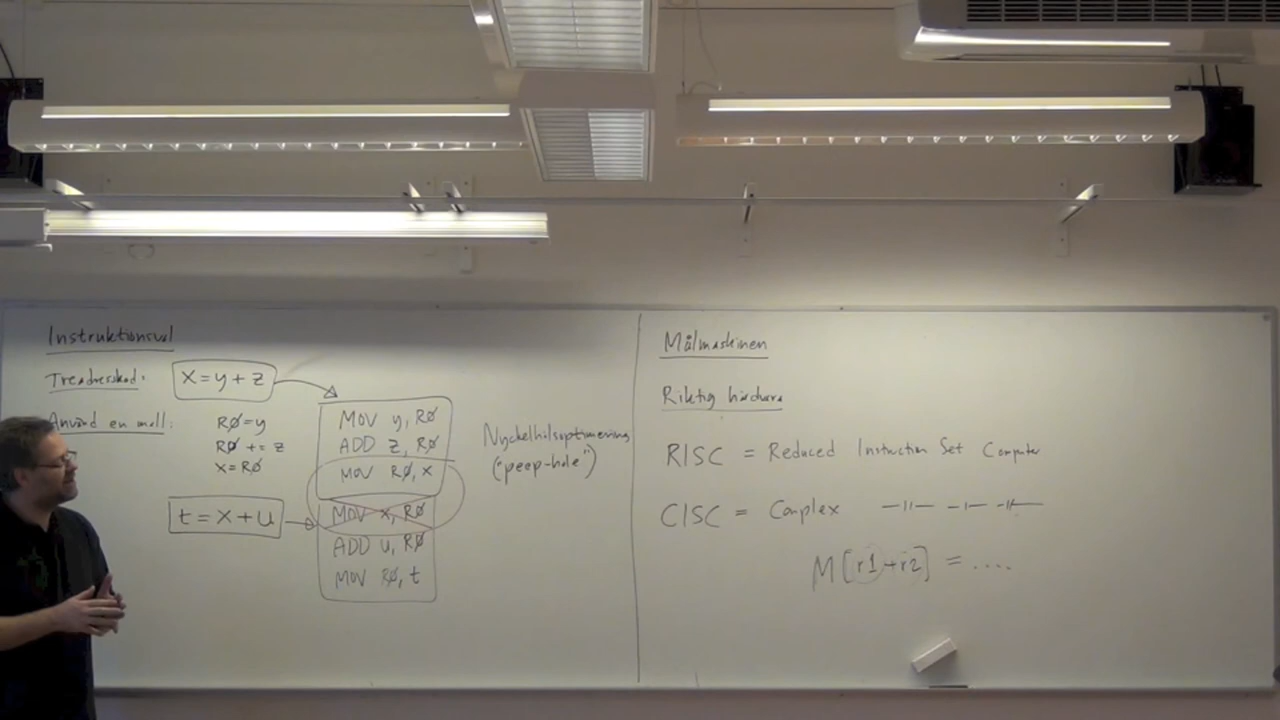 Instruktionsval
Treadresskod: x = y + z
Använd en mall:
RØ = y
RØ += z
x = RØ
MOV y, RØ
ADD z, RØ
MOV RØ, x
t = x + u
MOV x, RØ
ADD u, RØ
MOV RØ, t
Nyckelhålsoptimering
("peep-hole")
Målmaskinen
Riktig hårdvara
RISC = Reduced Instruction Set Computer
CISC = Complex —||— —|— —||—
M[r1+r2] = ....